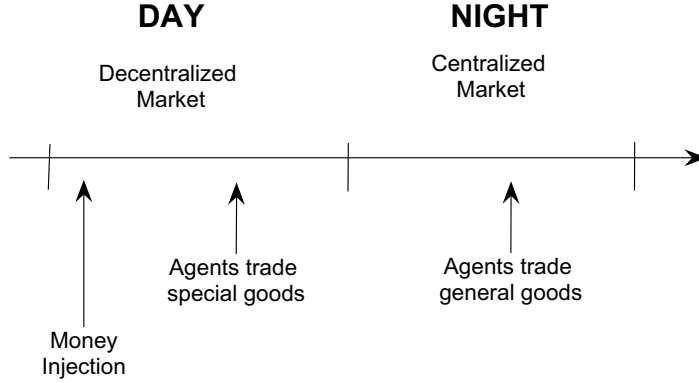 DAY
NIGHT
Decentralized
Market
Centralized
Market
Agents trade
special goods
Agents trade
general goods
Money
Injection